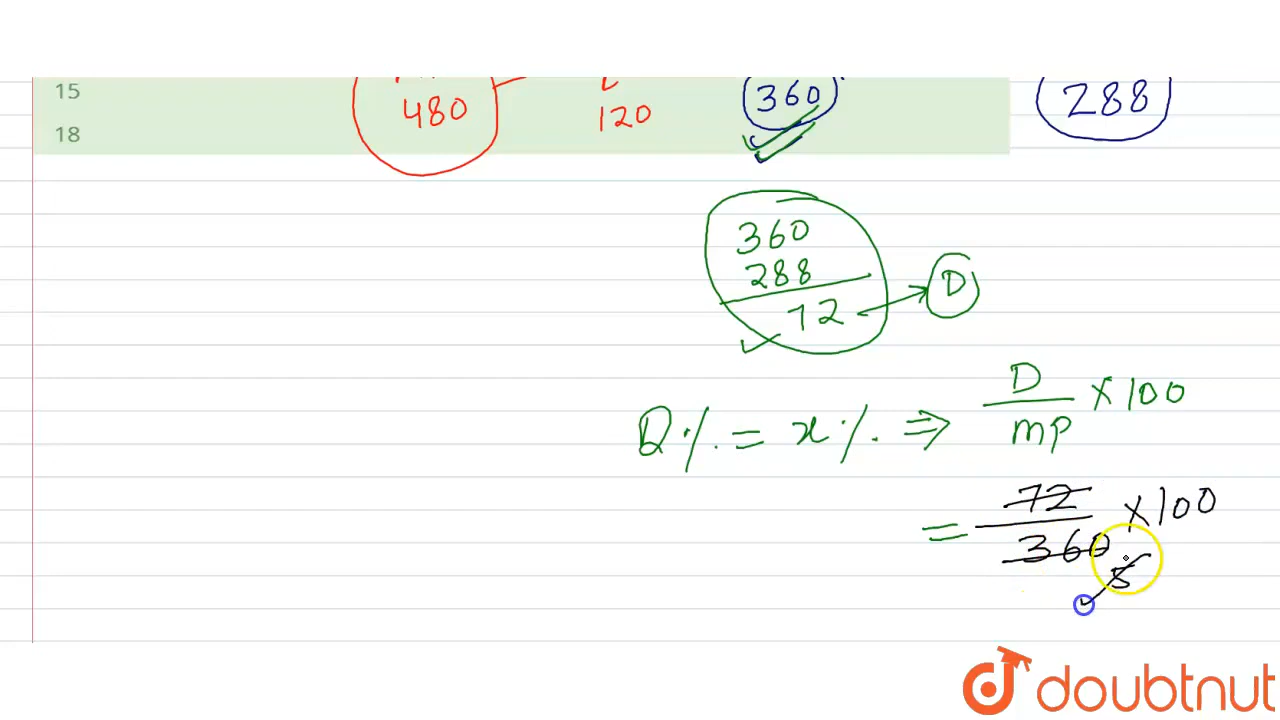 15
480 120 360 288
18
360
288
72 → D
D% = x% ⇒ D/mp × 100
= 72/360 × 100
5
doubtnut